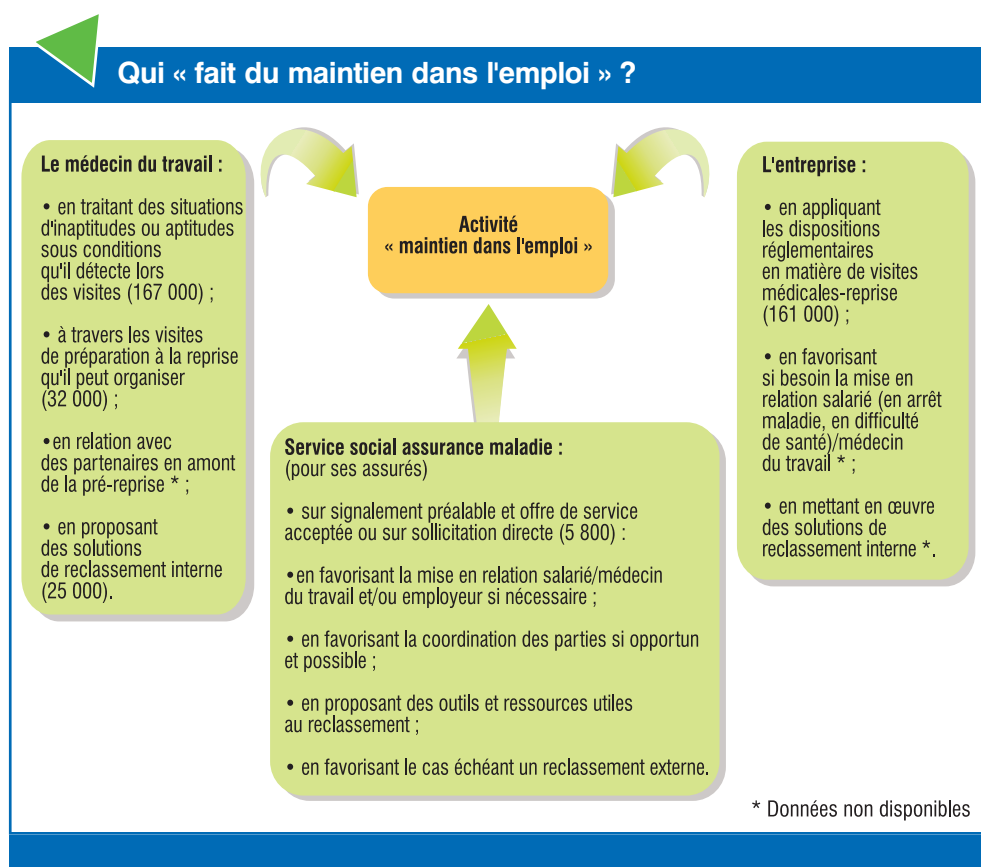 Qui « fait du maintien dans l'emploi » ?
Le médecin du travail :
• en traitant des situations
d'inaptitudes ou aptitudes
sous conditions
qu'il détecte lors
des visites (167 000) ;
• à travers les visites
de préparation à la reprise
qu'il peut organiser
(32 000) ;
•en relation avec
des partenaires en amont
de la pré-reprise * ;
• en proposant
des solutions
de reclassement interne
(25 000).
Activité
« maintien dans l'emploi »
L'entreprise :
• en appliquant
les dispositions
réglementaires
en matière de visites
médicales-reprise
(161 000) ;
• en favorisant
si besoin la mise en
relation salarié (en arrêt
maladie, en difficulté
de santé)/médecin
du travail * ;
• en mettant en œuvre
des solutions de
reclassement interne *.
Service social assurance maladie :
(pour ses assurés)
• sur signalement préalable et offre de service
acceptée ou sur sollicitation directe (5 800) :
•en favorisant la mise en relation salarié/médecin
du travail et/ou employeur si nécessaire ;
• en favorisant la coordination des parties si opportun
et possible ;
• en proposant des outils et ressources utiles
au reclassement ;
• en favorisant le cas échéant un reclassement externe.
* Données non disponibles